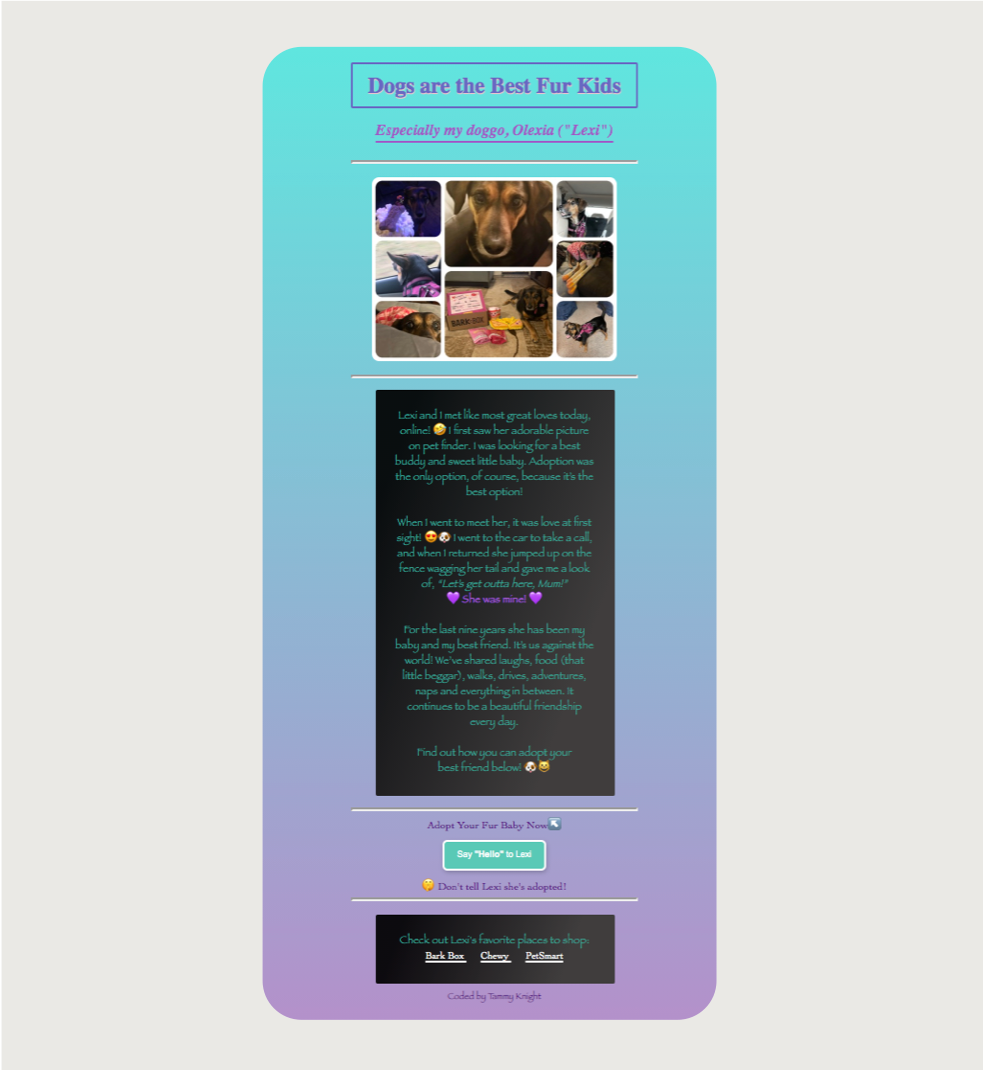 Dogs are the Best Fur Kids
Especially my doggo, Olexia ("Lexi")
BARKBOX
Lexi and I met like most great loves today,
online! 🤣 I first saw her adorable picture
on pet finder. I was looking for a best
buddy and sweet little baby. Adoption was
the only option, of course, because it's the
best option!
When I went to meet her, it was love at first
sight! 😍🐶 I went to the car to take a call,
and when I returned she jumped up on the
fence wagging her tail and gave me a look
of, "Let's get outta here, Mum!"
💜 She was mine! 💜
For the last nine years she has been my
baby and my best friend. It's us against the
world! We've shared laughs, food (that
little beggar), walks, drives, adventures,
naps and everything in between. It
continues to be a beautiful friendship
every day.
Find out how you can adopt your
best friend below! 🐶😸
Adopt Your Fur Baby Now↖️
Say "Hello" to Lexi
🤫 Don't tell Lexi she's adopted!
Check out Lexi's favorite places to shop:
Bark Box Chewy PetSmart
Coded by Tammy Knight